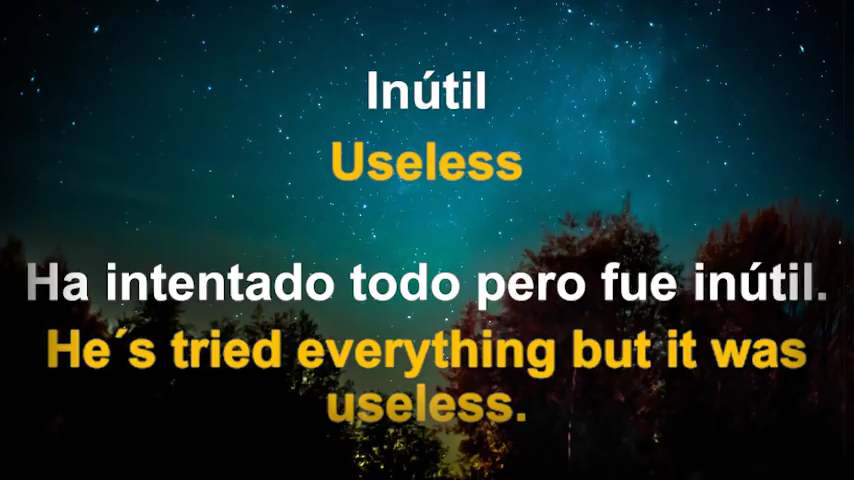 Inútil
Useless
Ha intentado todo pero fue inútil.
He´s tried everything but it was
useless.